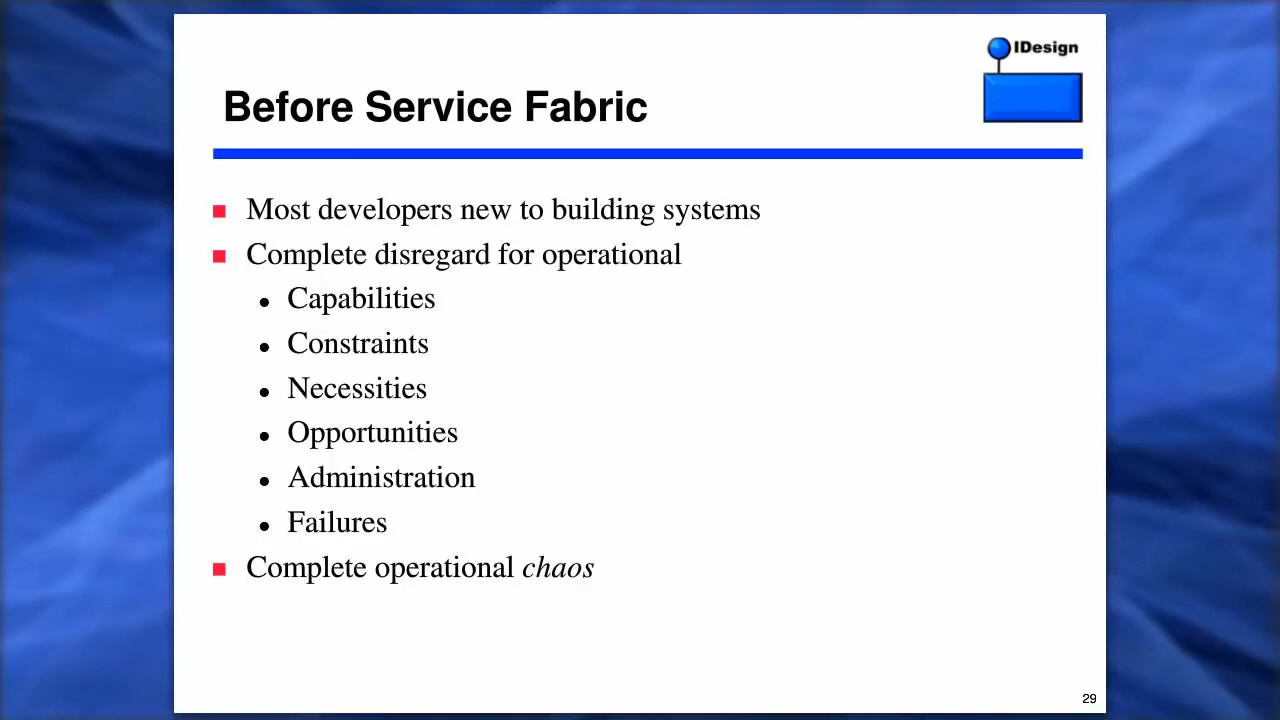 IDesign
Before Service Fabric
Most developers new to building systems
Complete disregard for operational
Capabilities
Constraints
Necessities
Opportunities
Administration
Failures
Complete operational chaos
29